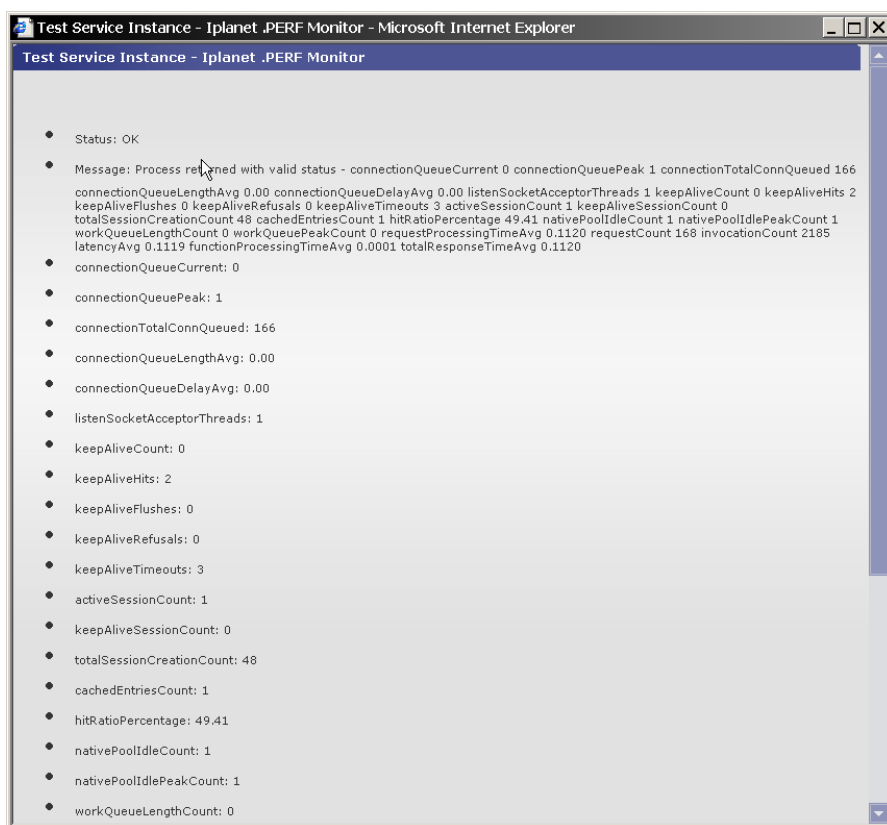 Test Service Instance - Iplanet .PERF Monitor - Microsoft Internet Explorer
Test Service Instance - Iplanet .PERF Monitor
Status: OK
Message: Process returned with valid status - connectionQueueCurrent 0 connectionQueuePeak 1 connectionTotalConnQueued 166
connectionQueueLengthAvg 0.00 connectionQueueDelayAvg 0.00 listenSocketAcceptorThreads 1 keepAliveCount 0 keepAliveHits 2
keepAliveFlushes 0 keepAliveRefusals 0 keepAliveTimeouts 3 activeSessionCount 1 keepAliveSessionCount 0
totalSessionCreationCount 48 cachedEntriesCount 1 hitRatioPercentage 49.41 nativePoolIdleCount 1 nativePoolIdlePeakCount 1
workQueueLengthCount 0 workQueuePeakCount 0 requestProcessingTimeAvg 0.1120 requestCount 168 invocationCount 2185
latencyAvg 0.1119 functionProcessingTimeAvg 0.0001 totalResponseTimeAvg 0.1120
connectionQueueCurrent: 0
connectionQueuePeak: 1
connectionTotalConnQueued: 166
connectionQueueLengthAvg: 0.00
connectionQueueDelayAvg: 0.00
listenSocketAcceptorThreads: 1
keepAliveCount: 0
keepAliveHits: 2
keepAliveFlushes: 0
keepAliveRefusals: 0
keepAliveTimeouts: 3
activeSessionCount: 1
keepAliveSessionCount: 0
totalSessionCreationCount: 48
cachedEntriesCount: 1
hitRatioPercentage: 49.41
nativePoolIdleCount: 1
nativePoolIdlePeakCount: 1
workQueueLengthCount: 0